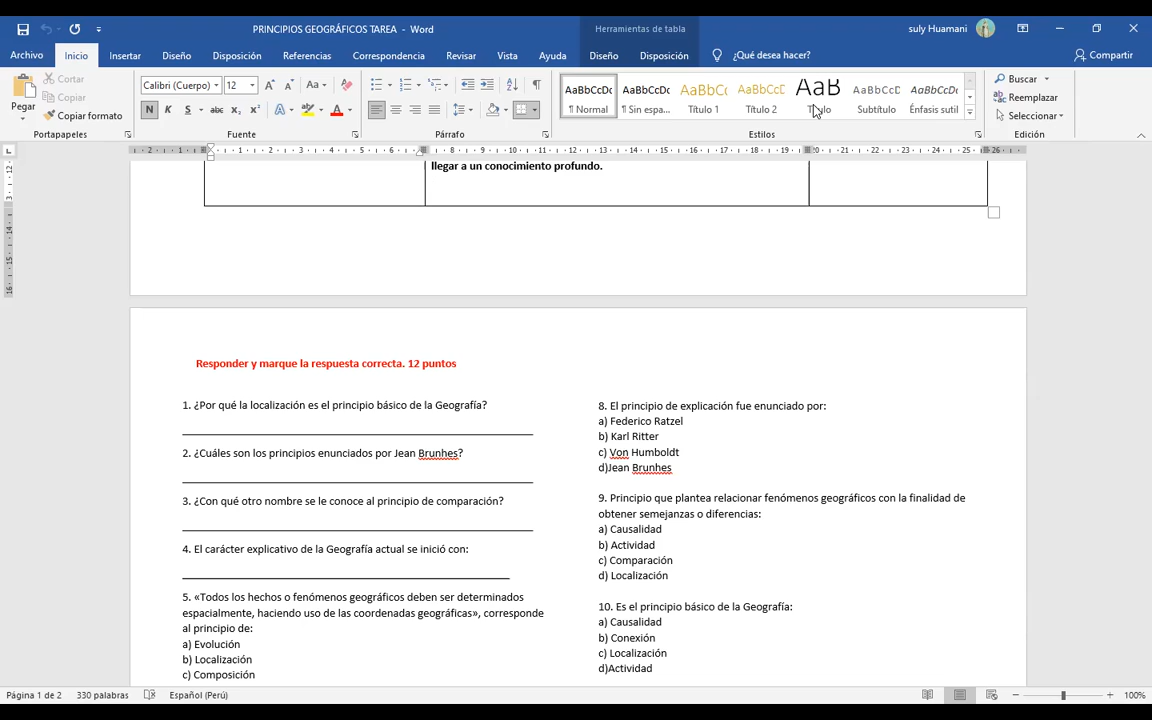 PRINCIPIOS GEOGRÁFICOS TAREA - Word
Herramientas de tabla
suly Huamani
Archivo Inicio Insertar Diseño Disposición Referencias Correspondencia Revisar Vista Ayuda Diseño Disposición ¿Qué desea hacer? Compartir
Pegar
Cortar
Copiar
Copiar formato
Portapapeles
Calibri (Cuerpo) 12
Fuente
Párrafo
AaBbCcDc AaBbCcDc AaBbCc AaBbCcD AaB AaBbCcD AaBbCcDc
¶ Normal ¶ Sin espa... Título 1 Título 2 Título Subtítulo Énfasis sutil
Estilos
Buscar
Reemplazar
Seleccionar
Edición
llegar a un conocimiento profundo.
Responder y marque la respuesta correcta. 12 puntos
1. ¿Por qué la localización es el principio básico de la Geografía?
2. ¿Cuáles son los principios enunciados por Jean Brunhes?
3. ¿Con qué otro nombre se le conoce al principio de comparación?
4. El carácter explicativo de la Geografía actual se inició con:
5. «Todos los hechos o fenómenos geográficos deben ser determinados
espacialmente, haciendo uso de las coordenadas geográficas», corresponde
al principio de:
a) Evolución
b) Localización
c) Composición
8. El principio de explicación fue enunciado por:
a) Federico Ratzel
b) Karl Ritter
c) Von Humboldt
d)Jean Brunhes
9. Principio que plantea relacionar fenómenos geográficos con la finalidad de
obtener semejanzas o diferencias:
a) Causalidad
b) Actividad
c) Comparación
d) Localización
10. Es el principio básico de la Geografía:
a) Causalidad
b) Conexión
c) Localización
d)Actividad
Página 1 de 2 330 palabras Español (Perú) 100%